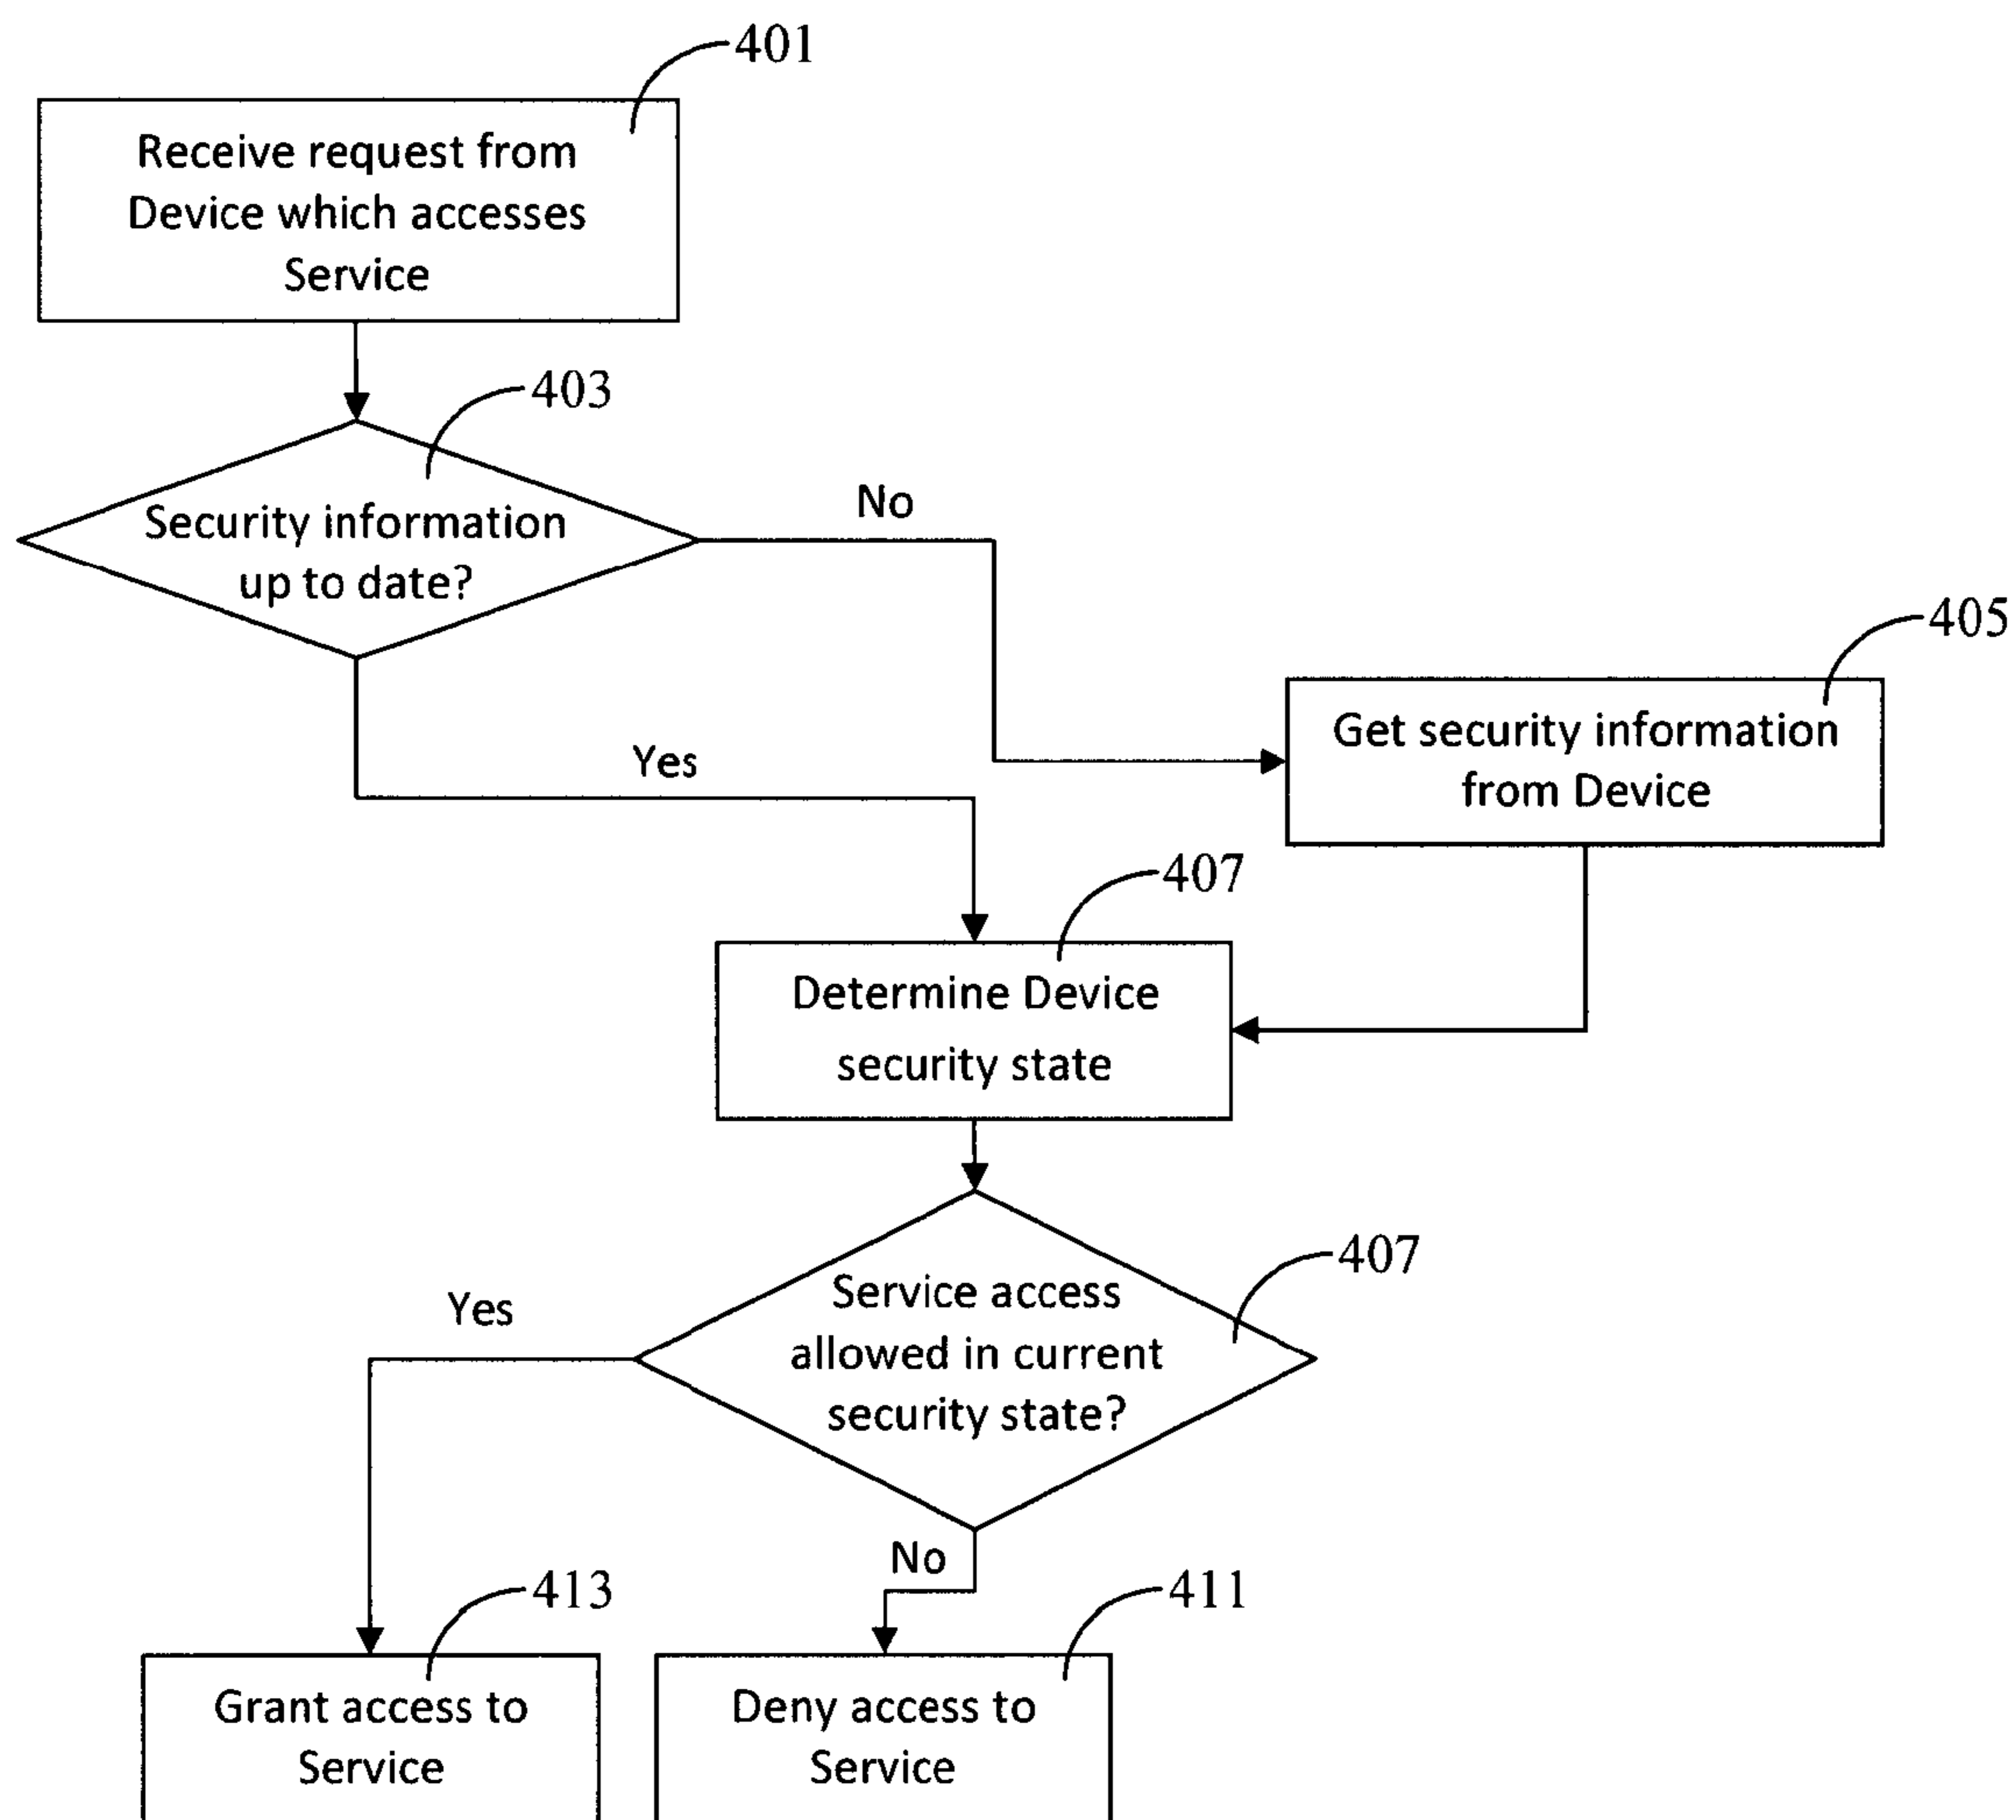 401
Receive request from
Device which accesses
Service
403
Security information
up to date?
No
405
Get security information
from Device
Yes
407
Determine Device
security state
407
Service access
allowed in current
security state?
Yes
No
413
Grant access to
Service
411
Deny access to
Service